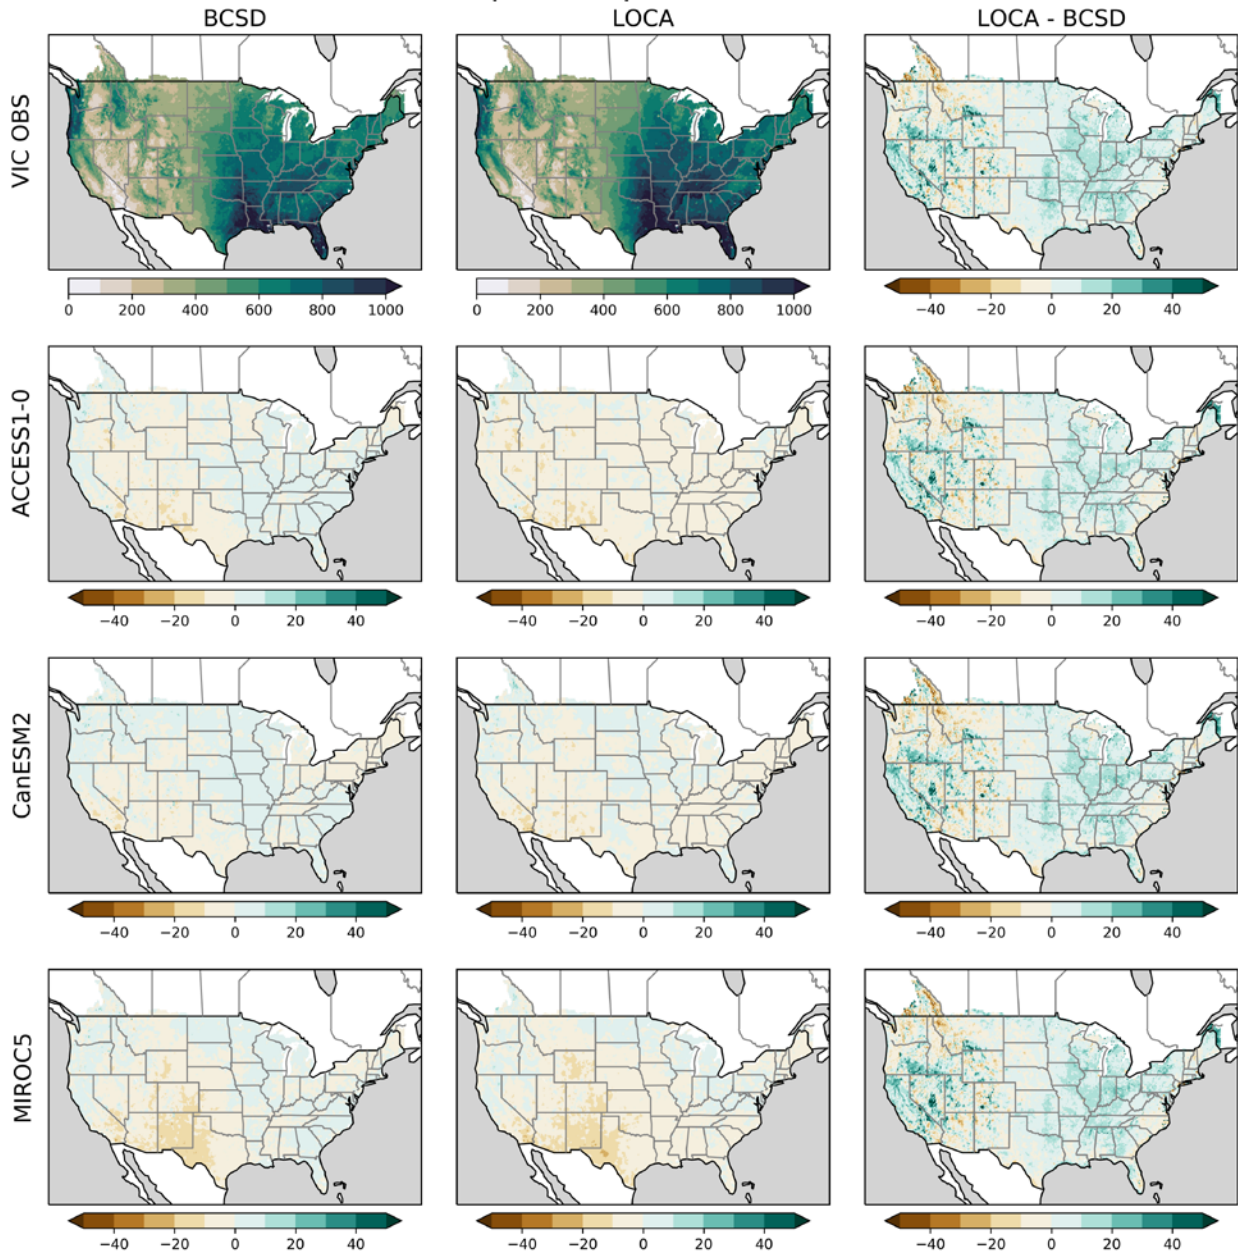 BCSD LOCA LOCA - BCSD
VIC OBS
0 200 400 600 800 1000 0 200 400 600 800 1000 −40 −20 0 20 40
ACCESS1-0
−40 −20 0 20 40 −40 −20 0 20 40 −40 −20 0 20 40
CanESM2
−40 −20 0 20 40 −40 −20 0 20 40 −40 −20 0 20 40
MIROC5
−40 −20 0 20 40 −40 −20 0 20 40 −40 −20 0 20 40